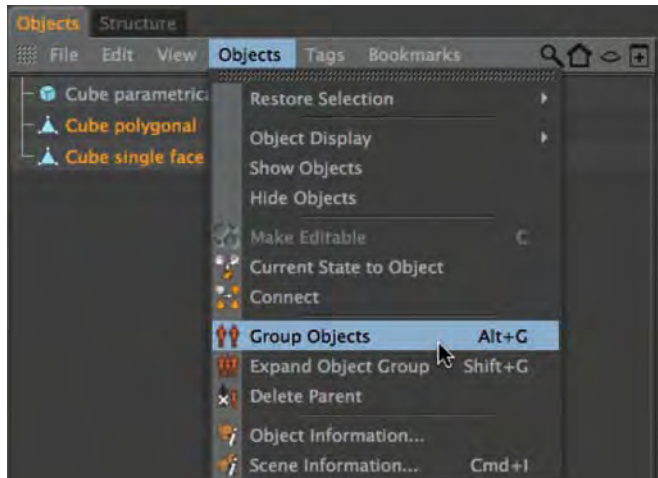 Objects Structure
File Edit View Objects Tags Bookmarks
Cube parametrica
Cube polygonal
Cube single face
Restore Selection
Object Display
Show Objects
Hide Objects
Make Editable C
Current State to Object
Connect
Group Objects Alt+G
Expand Object Group Shift+G
Delete Parent
Object Information...
Scene Information... Cmd+I